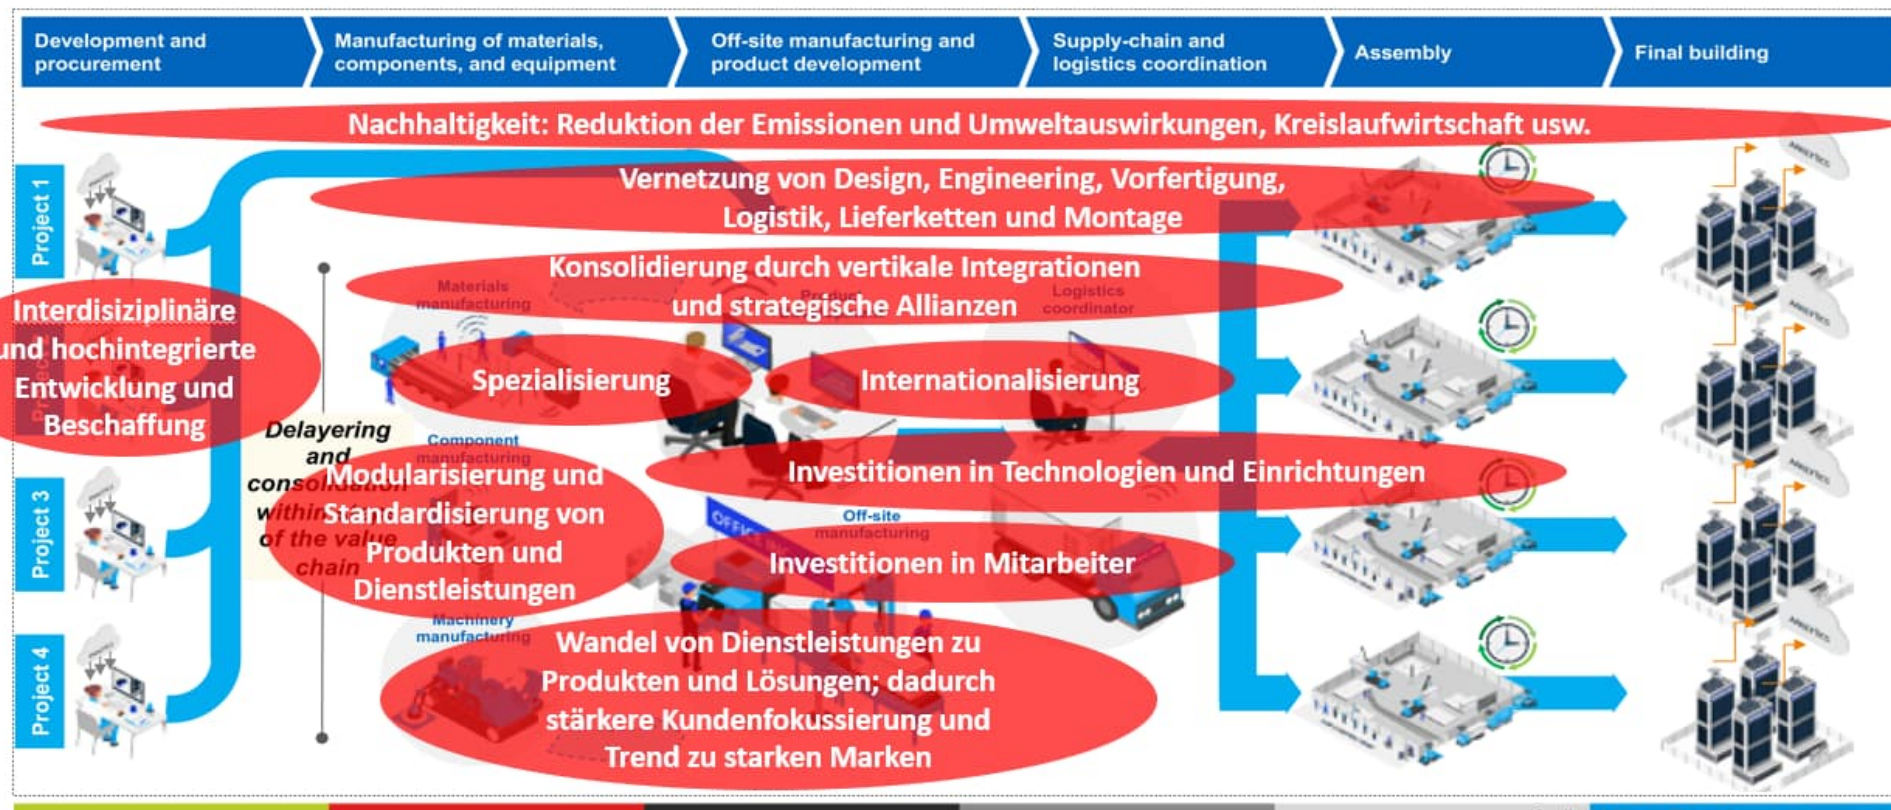 Development and
procurement
Manufacturing of materials,
components, and equipment
Off-site manufacturing and
product development
Supply-chain and
logistics coordination
Assembly
Final building
Nachhaltigkeit: Reduktion der Emissionen und Umweltauswirkungen, Kreislaufwirtschaft usw.
Project 1
Vernetzung von Design, Engineering, Vorfertigung,
Logistik, Lieferketten und Montage
Konsolidierung durch vertikale Integrationen
und strategische Allianzen
Materials
manufacturing
Logistics
coordinator
Interdisiziplinäre
und hochintegrierte
Entwicklung und
Beschaffung
Spezialisierung
Internationalisierung
Delayering
and
consolidation
within
of the value
chain
Component
manufacturing
Modularisierung und
Standardisierung von
Produkten und
Dienstleistungen
Investitionen in Technologien und Einrichtungen
Project 3
Off-site
manufacturing
Investitionen in Mitarbeiter
Machinery
manufacturing
Wandel von Dienstleistungen zu
Produkten und Lösungen; dadurch
stärkere Kundenfokussierung und
Trend zu starken Marken
Project 4